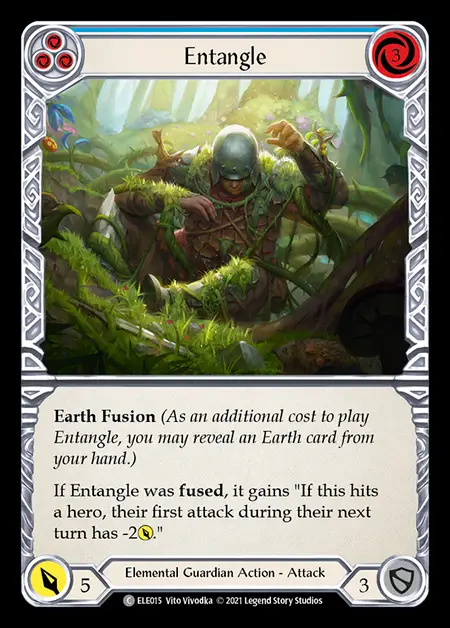 3
Entangle
Earth Fusion (As an additional cost to play
Entangle, you may reveal an Earth card from
your hand.)
If Entangle was fused, it gains "If this hits
a hero, their first attack during their next
turn has -2."
5
Elemental Guardian Action - Attack
3
C ELE015 Vito Vivodka © 2021 Legend Story Studios